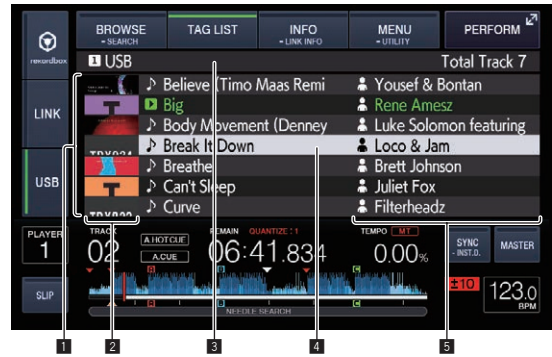 BROWSE
- SEARCH
TAG LIST
INFO
- LINK INFO
MENU
- UTILITY
PERFORM
rekordbox
1 USB
Total Track 7
LINK
USB
Believe (Timo Maas Remi
Yousef & Bontan
Big
Rene Amesz
Body Movement (Denney
Luke Solomon featuring
Break It Down
Loco & Jam
Breathe
Brett Johnson
Can't Sleep
Juliet Fox
Curve
Filterheadz
T
T
PLAYER
1
TRACK
02
A.HOTCUE
A.CUE
REMAIN
QUANTIZE : 1
06:41.834
TEMPO
MT
0.00%
SYNC
- INST.D.
MASTER
SLIP
NEEDLE SEARCH
±10
123.0
BPM
1
2
3
4
5